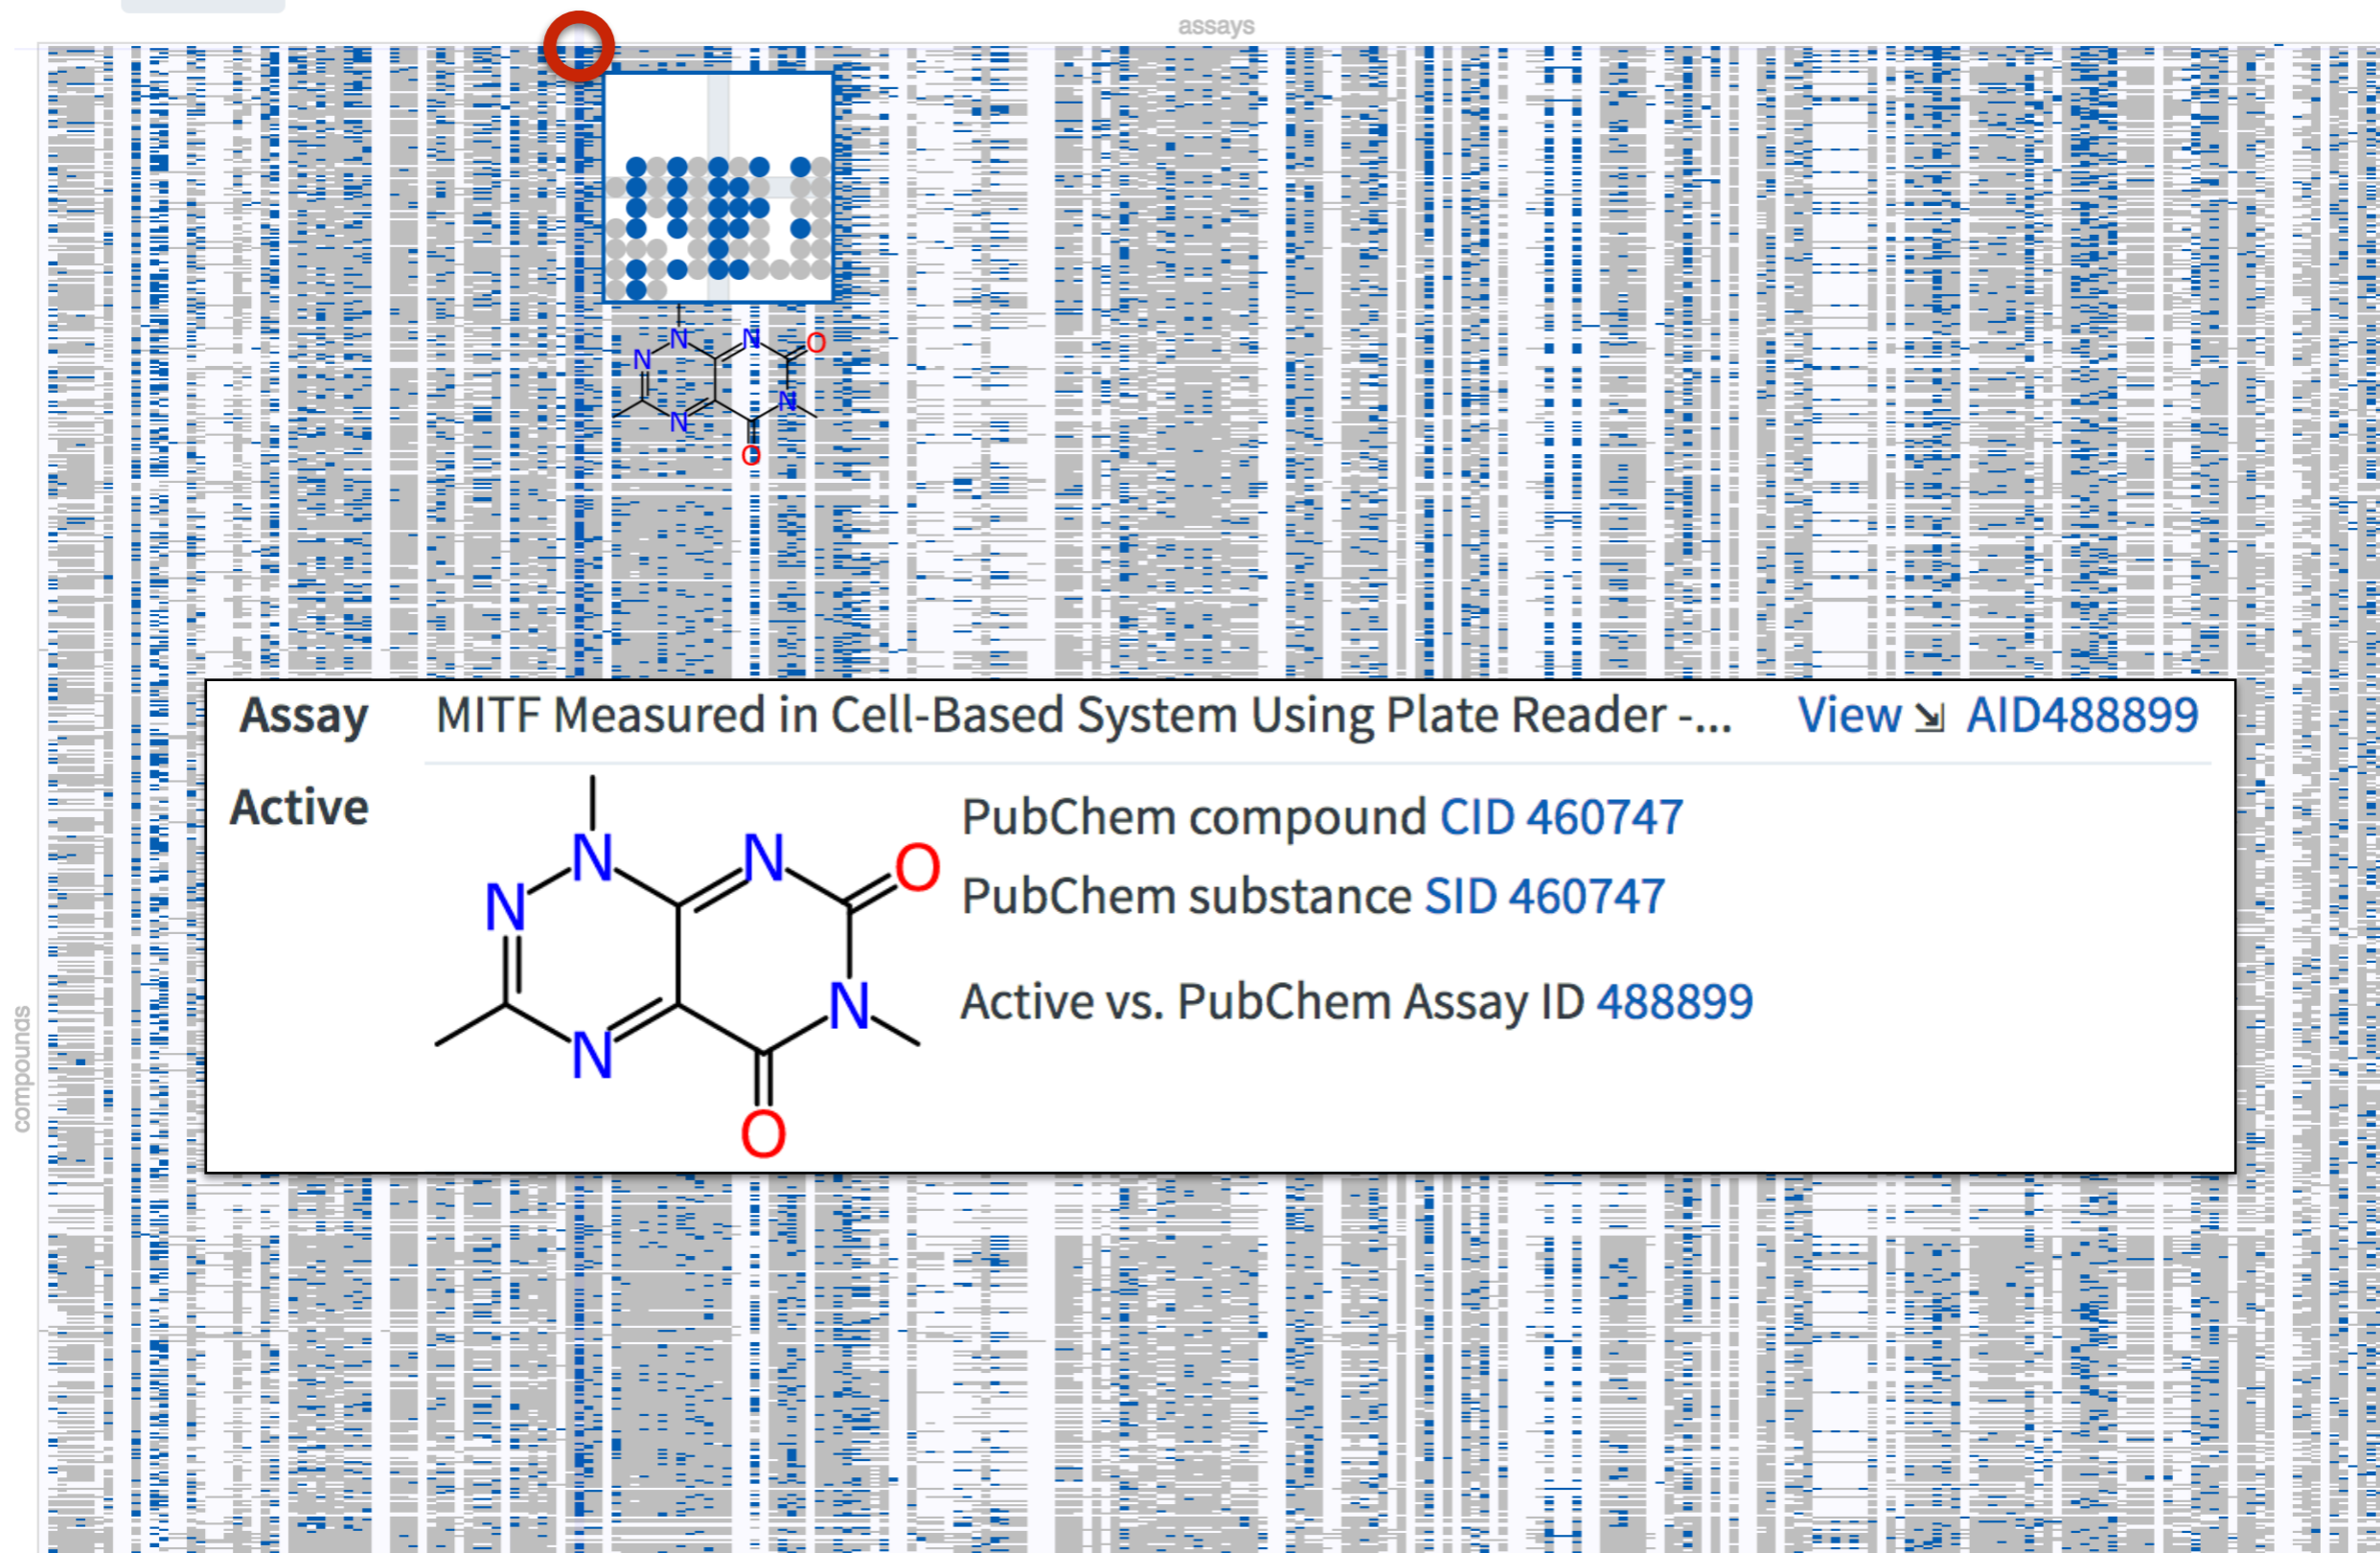 assays
N
N
N
O
N
N
O
compounds
Assay MITF Measured in Cell-Based System Using Plate Reader -... View ⇲ AID488899
Active
N
N
N
O
N
N
O
PubChem compound CID 460747
PubChem substance SID 460747
Active vs. PubChem Assay ID 488899